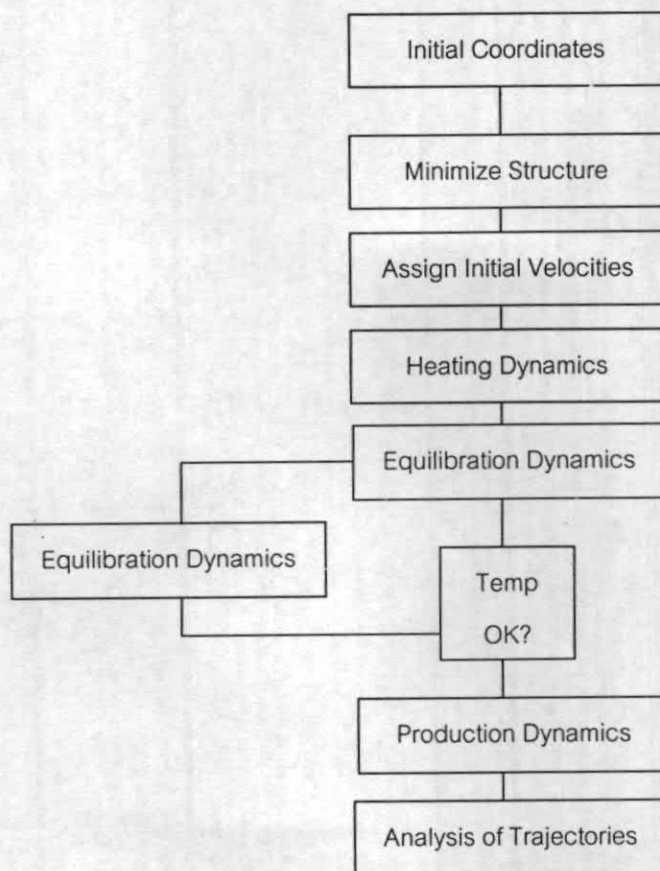 Initial Coordinates
Minimize Structure
Assign Initial Velocities
Heating Dynamics
Equilibration Dynamics
Equilibration Dynamics
Temp
OK?
Production Dynamics
Analysis of Trajectories